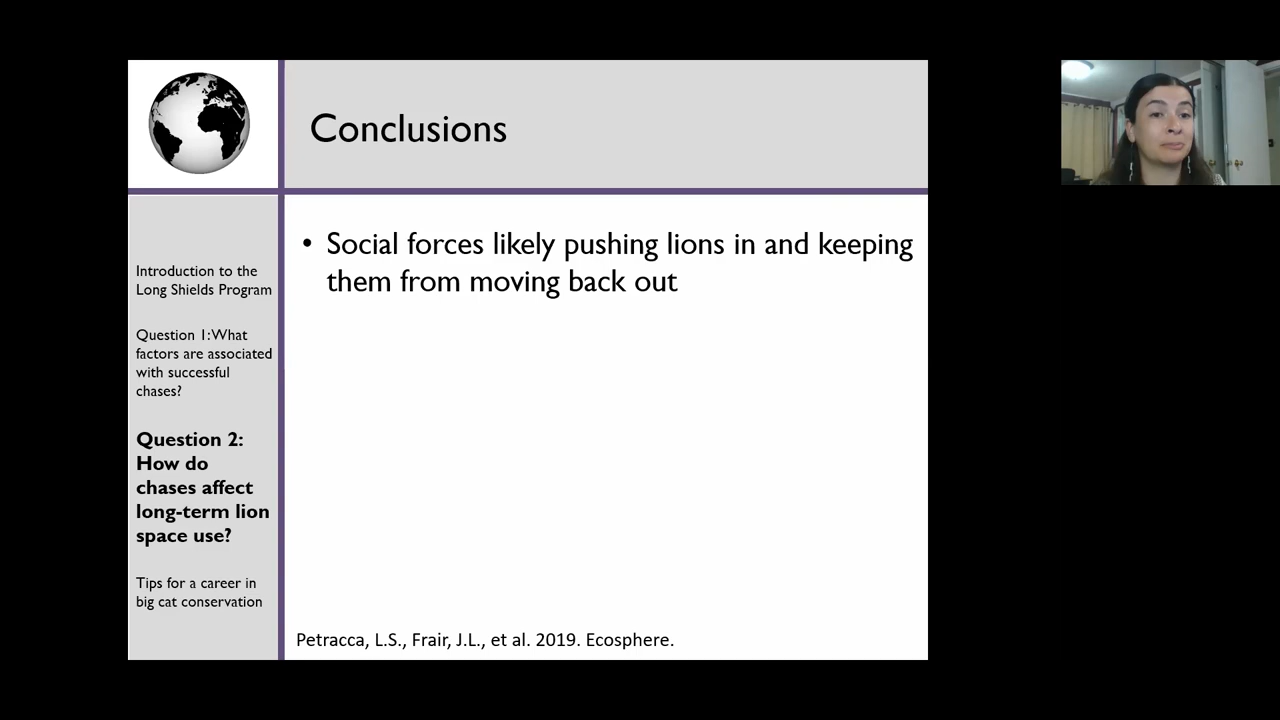 Conclusions
Introduction to the
Long Shields Program
Question 1:What
factors are associated
with successful
chases?
Question 2:
How do
chases affect
long-term lion
space use?
Tips for a career in
big cat conservation
• Social forces likely pushing lions in and keeping
them from moving back out
Petracca, L.S., Frair, J.L., et al. 2019. Ecosphere.